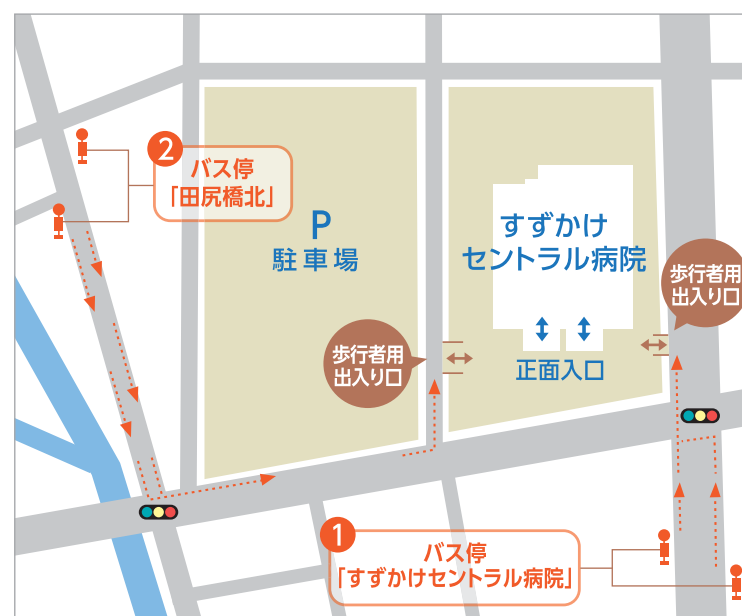 2
バス停
「田尻橋北」
P
駐車場
すずかけ
セントラル病院
歩行者用
出入り口
歩行者用
出入り口
正面入口
1
バス停
「すずかけセントラル病院」